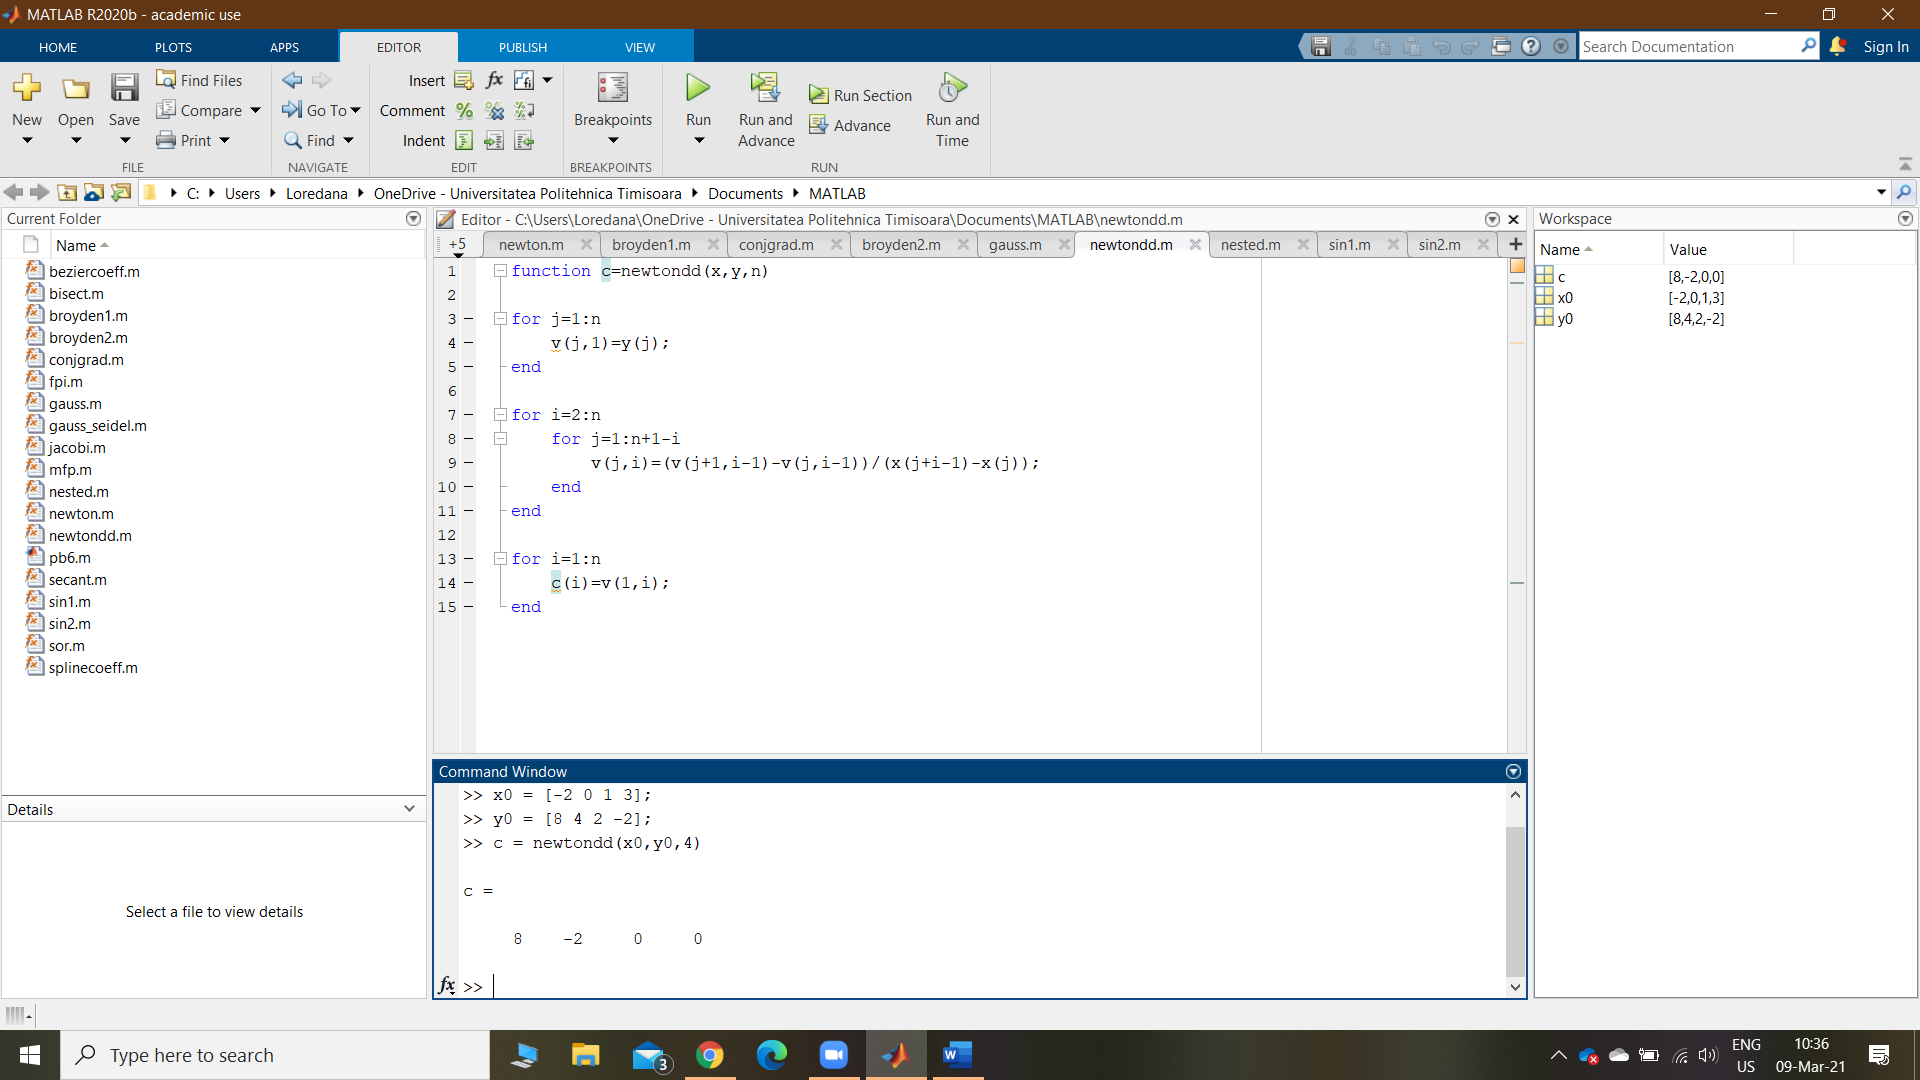 MATLAB R2020b - academic use
HOME PLOTS APPS EDITOR PUBLISH VIEW
Search Documentation
Sign In
New Open Save
Find Files
Compare
Print
FILE
Go To
Find
NAVIGATE
Insert
Comment
Indent
EDIT
Breakpoints
BREAKPOINTS
Run
Run and Advance
Run Section
Advance
Run and Time
RUN
C: Users Loredana OneDrive - Universitatea Politehnica Timisoara Documents MATLAB
Current Folder
Name
beziercoeff.m
bisect.m
broyden1.m
broyden2.m
conjgrad.m
fpi.m
gauss.m
gauss_seidel.m
jacobi.m
mfp.m
nested.m
newton.m
newtondd.m
pb6.m
secant.m
sin1.m
sin2.m
sor.m
splinecoeff.m
Details
Select a file to view details
Editor - C:\Users\Loredana\OneDrive - Universitatea Politehnica Timisoara\Documents\MATLAB\newtondd.m
+5 newton.m broyden1.m conjgrad.m broyden2.m gauss.m newtondd.m nested.m sin1.m sin2.m
1 function c=newtondd(x,y,n)
2
3 for j=1:n
4 v(j,1)=y(j);
5 end
6
7 for i=2:n
8 for j=1:n+1-i
9 v(j,i)=(v(j+1,i-1)-v(j,i-1))/(x(j+i-1)-x(j));
10 end
11 end
12
13 for i=1:n
14 c(i)=v(1,i);
15 end
Command Window
>> x0 = [-2 0 1 3];
>> y0 = [8 4 2 -2];
>> c = newtondd(x0,y0,4)
c =
8 -2 0 0
fx >>
Workspace
Name Value
c [8,-2,0,0]
x0 [-2,0,1,3]
y0 [8,4,2,-2]
Type here to search
3
ENG
US
10:36
09-Mar-21